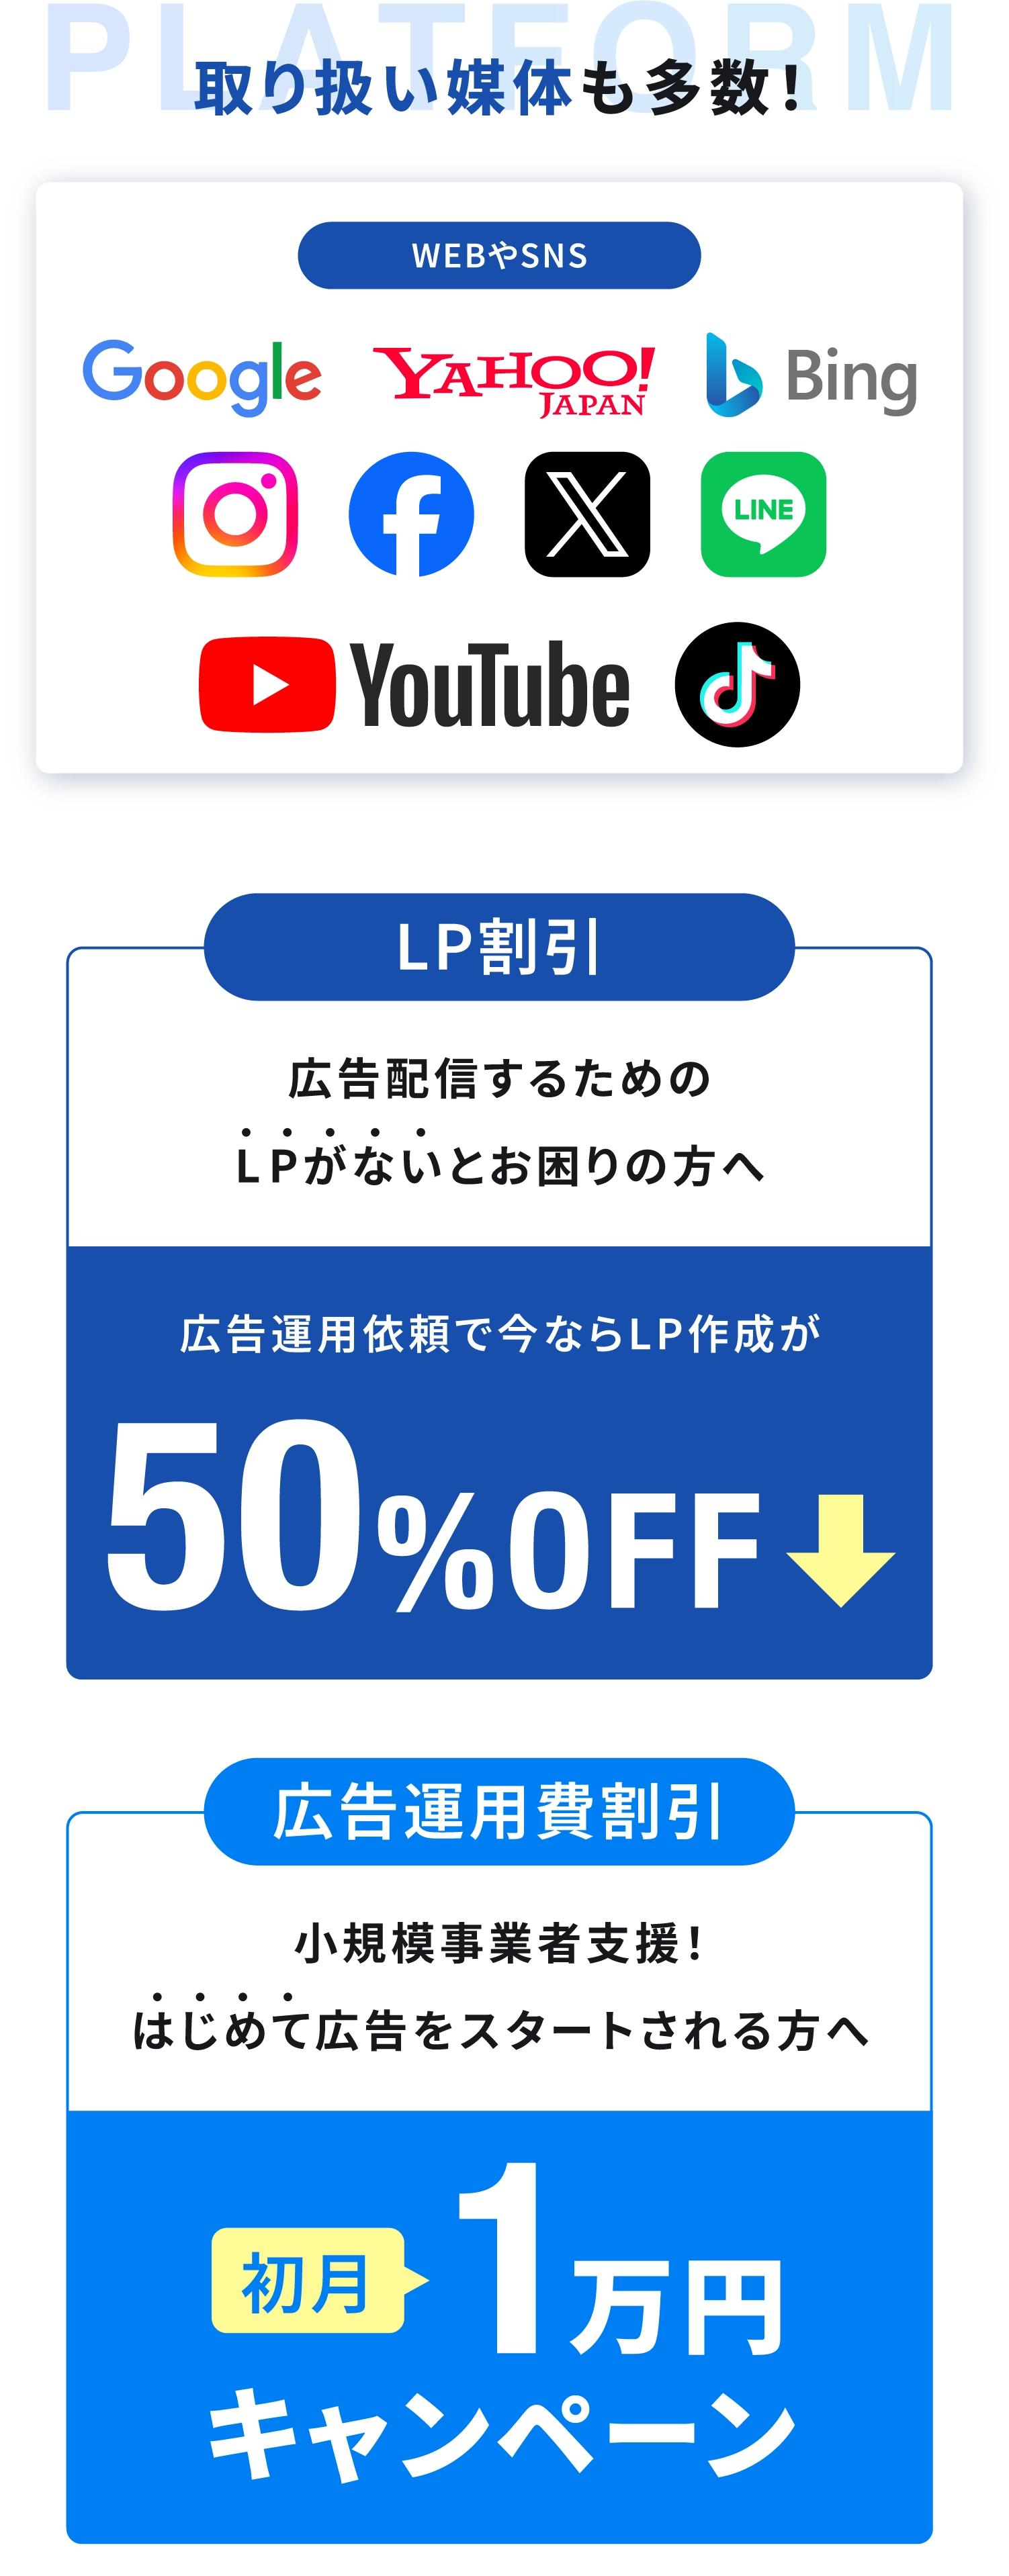 PLATFORM
取り扱い媒体も多数！
WEBやSNS
Google YAHOO! JAPAN Bing
LINE
YouTube
LP割引
広告配信するための
LPがないとお困りの方へ
広告運用依頼で今ならLP作成が
50%OFF
広告運用費割引
小規模事業者支援！
はじめて広告をスタートされる方へ
初月 1万円
キャンペーン